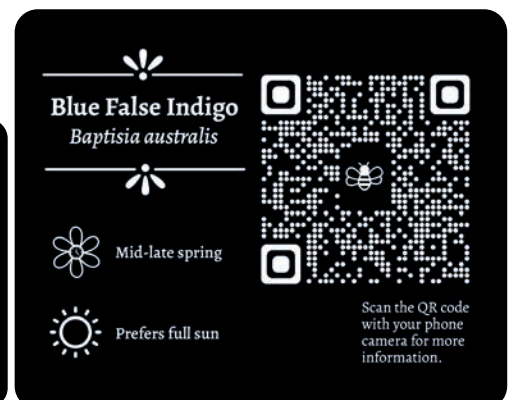 Blue False Indigo
Baptisia australis
Mid-late spring
Prefers full sun
Scan the QR code
with your phone
camera for more
information.